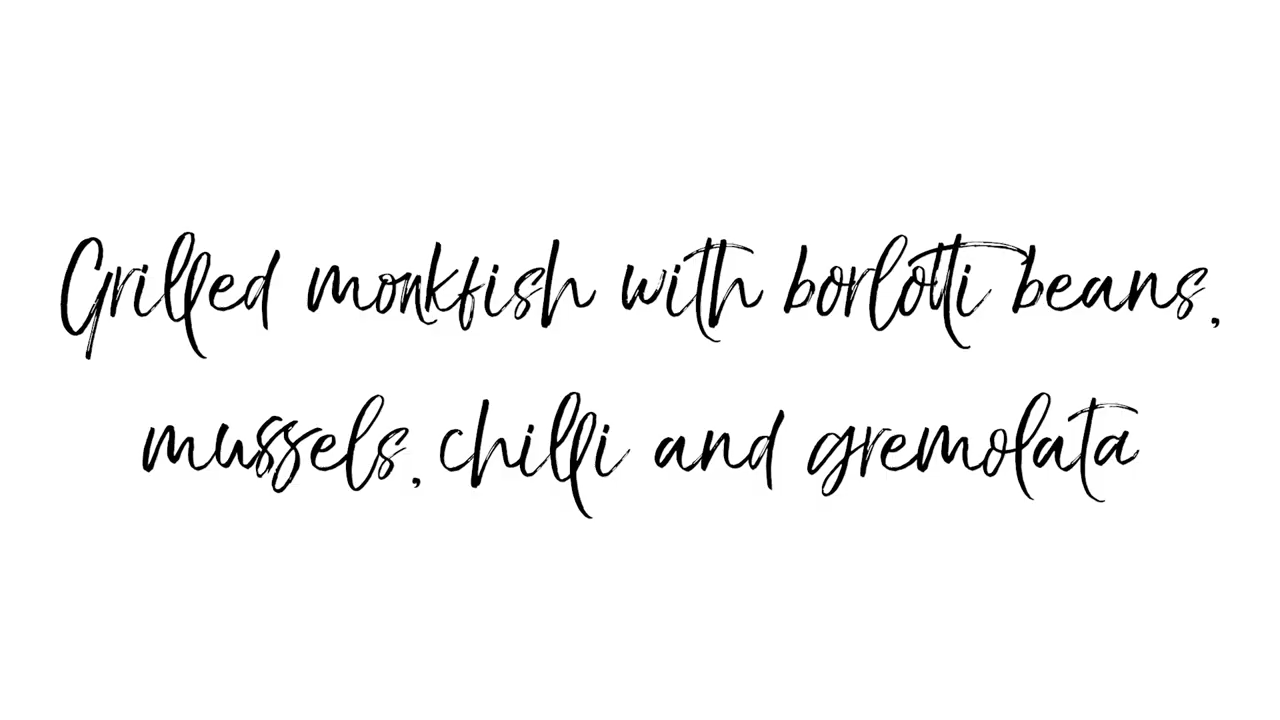 Grilled monkfish with borlotti beans,
mussels, chilli and gremolata